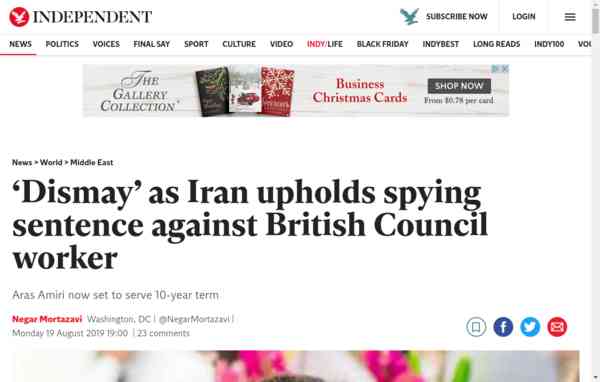 INDEPENDENT
SUBSCRIBE NOW
LOGIN
NEWS POLITICS VOICES FINAL SAY SPORT CULTURE VIDEO INDY/LIFE BLACK FRIDAY INDYBEST LONG READS INDY100 VOU
THE GALLERY COLLECTION
Business Christmas Cards
SHOP NOW
From $0.78 per card
News > World > Middle East
‘Dismay’ as Iran upholds spying
sentence against British Council
worker
Aras Amiri now set to serve 10-year term
Negar Mortazavi Washington, DC | @NegarMortazavi |
Monday 19 August 2019 19:00 | 23 comments